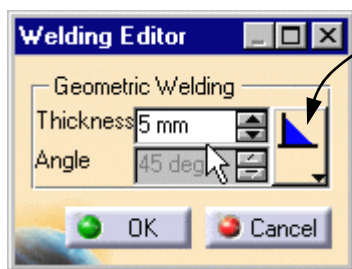 Welding Editor
Geometric Welding
Thickness 5 mm
Angle 45 deg
OK Cancel